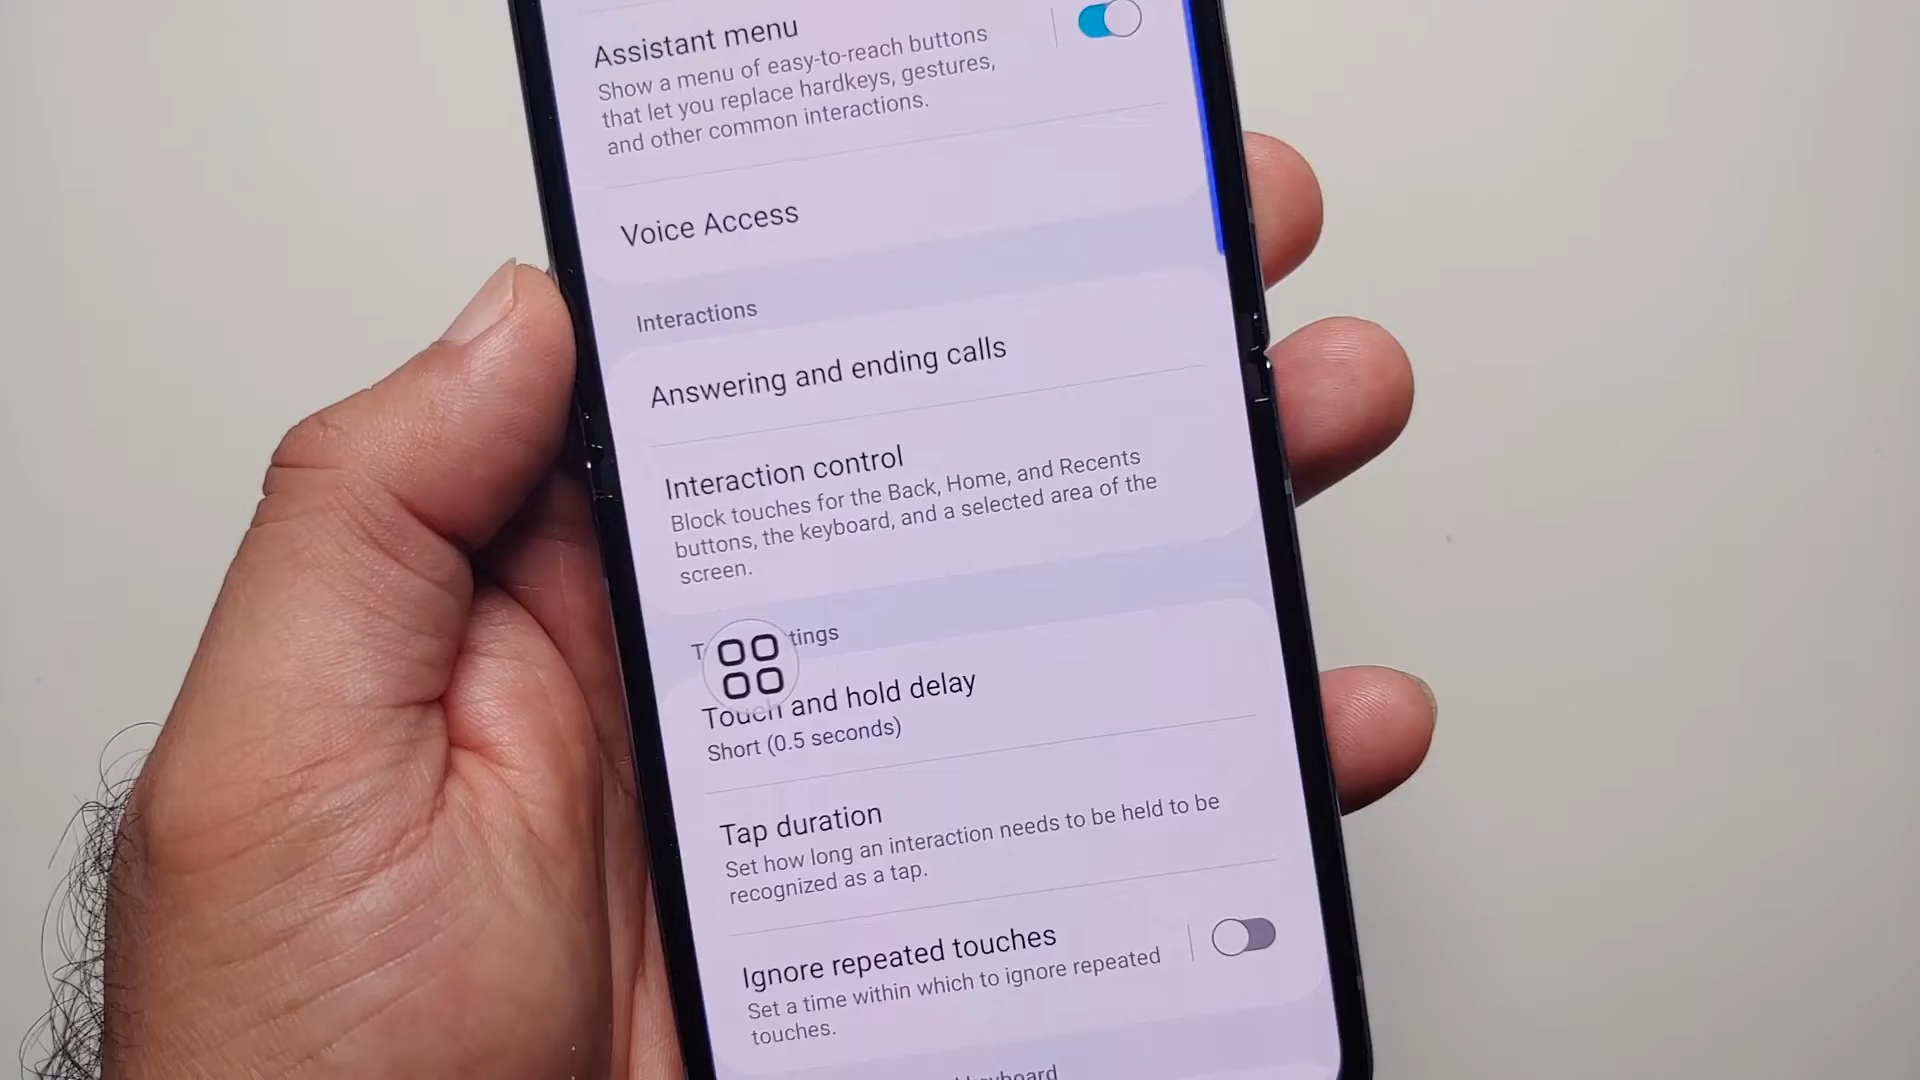 Assistant menu
Show a menu of easy-to-reach buttons
that let you replace hardkeys, gestures,
and other common interactions.
Voice Access
Interactions
Answering and ending calls
Interaction control
Block touches for the Back, Home, and Recents
buttons, the keyboard, and a selected area of the
screen.
Touch and hold delay
Short (0.5 seconds)
Tap duration
Set how long an interaction needs to be held to be
recognized as a tap.
Ignore repeated touches
Set a time within which to ignore repeated
touches.
keyboard